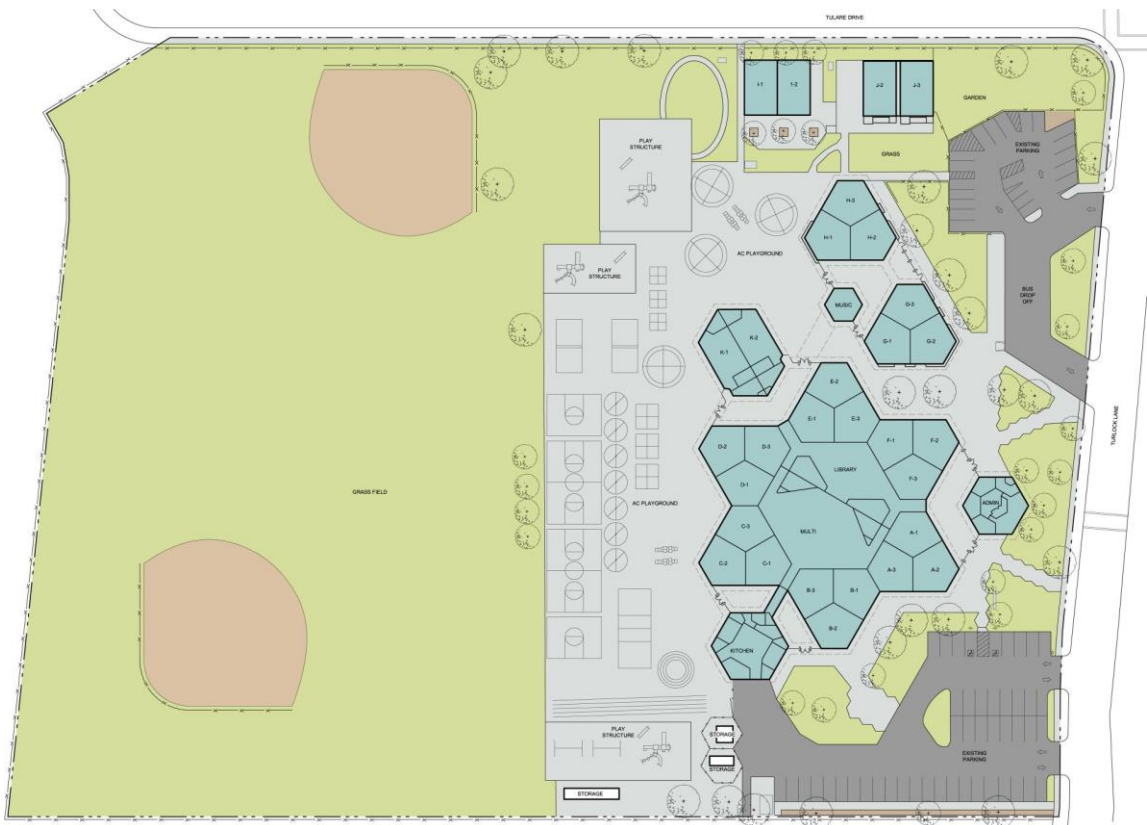 TULARE DRIVE
I-1
1-2
J-2
J-3
GARDEN
PLAY
STRUCTURE
GRASS
EXISTING
PARKING
H-3
H-1
H-2
AC PLAYGROUND
PLAY
STRUCTURE
BUS
DROP
OFF
MUSIC
G-3
G-1
G-2
K-1
K-2
E-2
E-1
E-3
TURLOCK LANE
D-2
D-3
F-1
F-2
LIBRARY
D-1
F-3
GRASS FIELD
AC PLAYGROUND
ADMIN
C-3
MULTI
A-1
C-2
C-1
A-3
A-2
B-3
B-1
B-2
KITCHEN
PLAY
STRUCTURE
STORAGE
STORAGE
EXISTING
PARKING
STORAGE